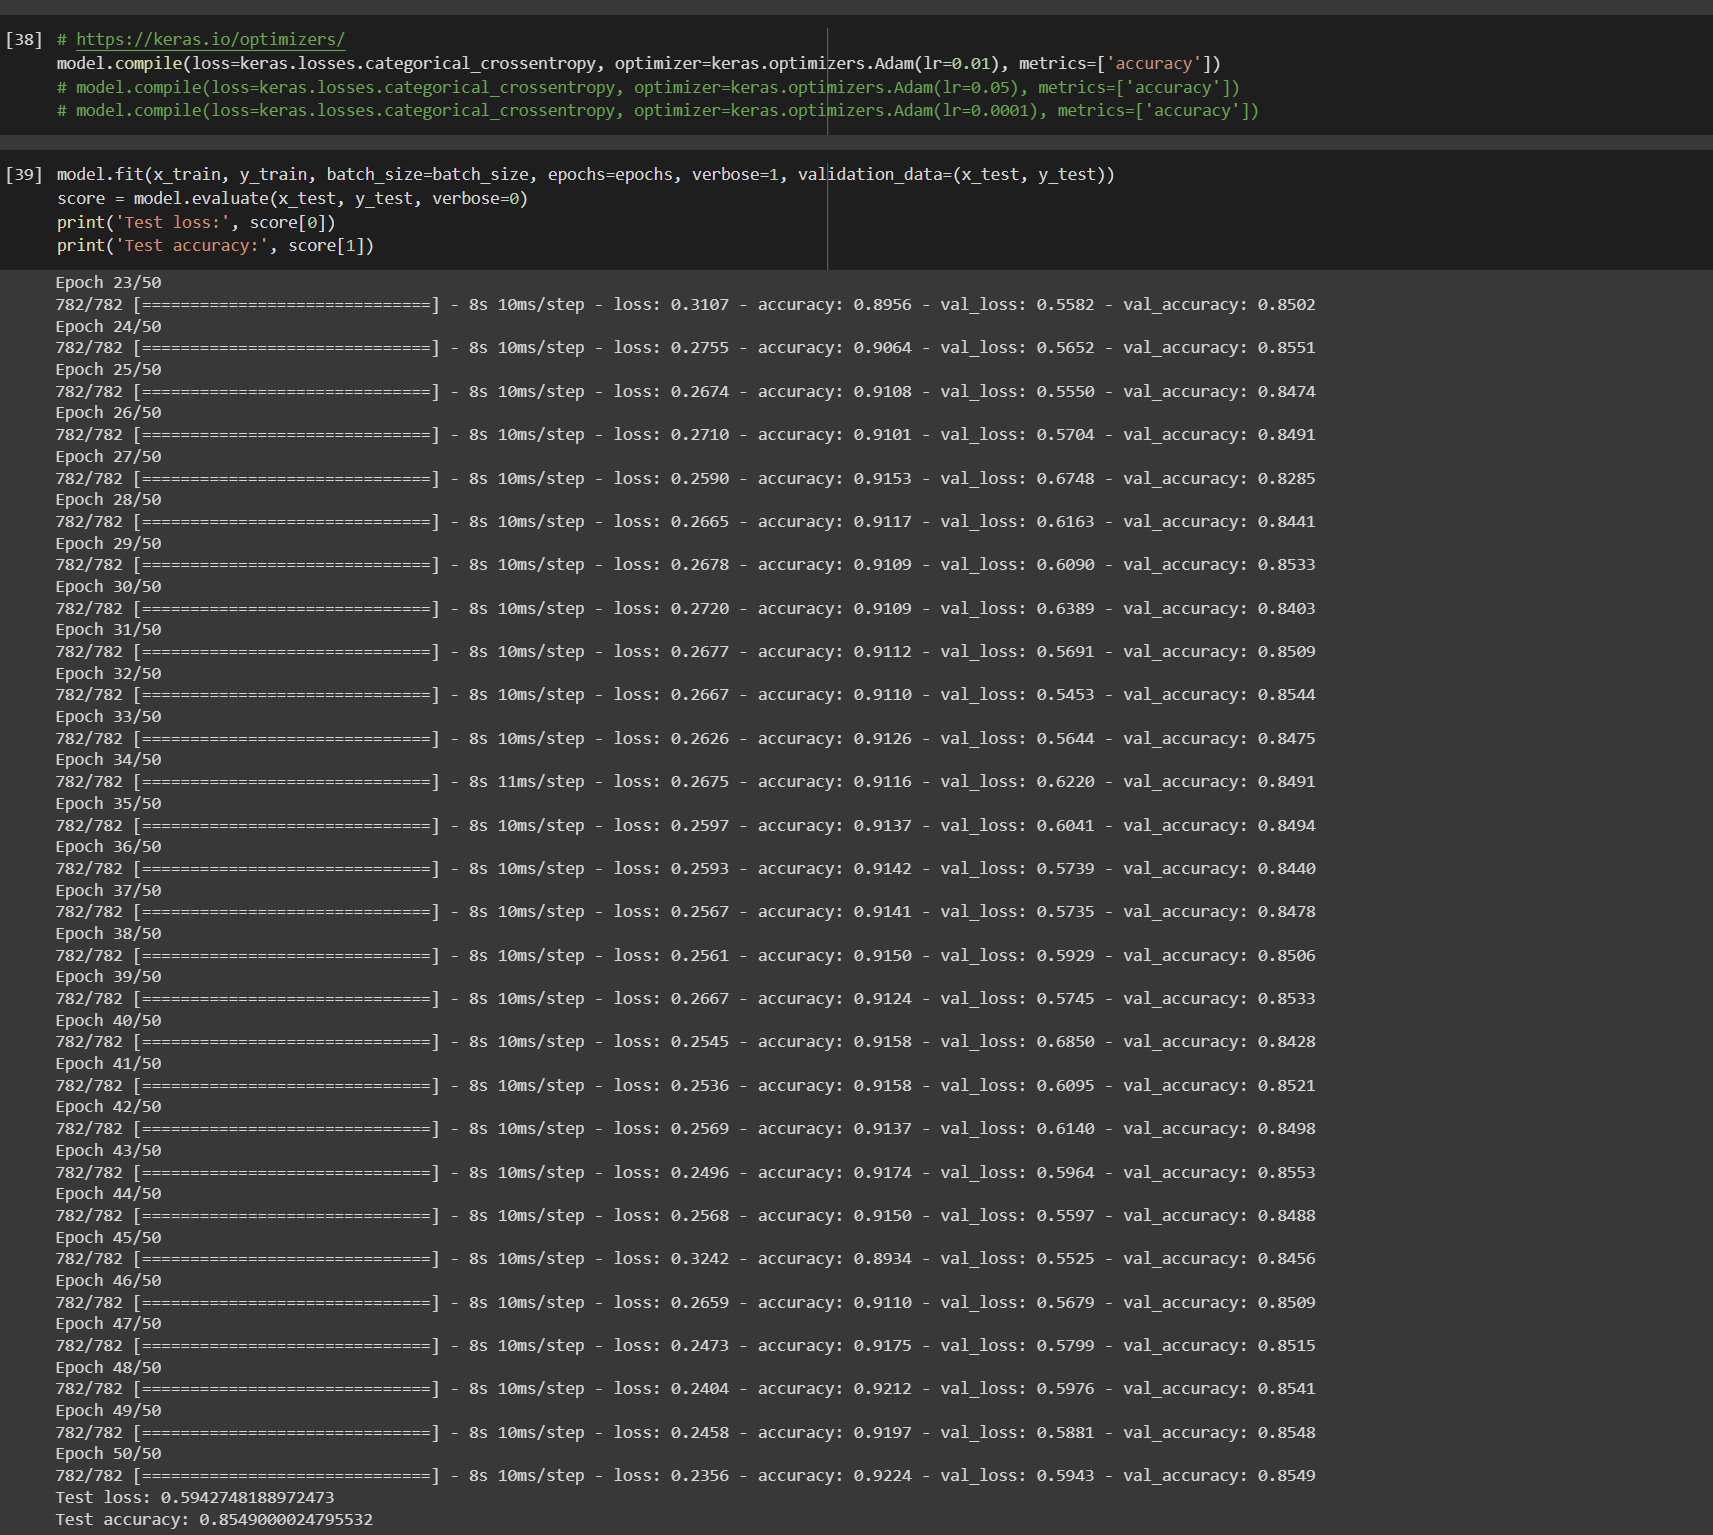 [38] # https://keras.io/optimizers/
model.compile(loss=keras.losses.categorical_crossentropy, optimizer=keras.optimizers.Adam(lr=0.01), metrics=['accuracy'])
# model.compile(loss=keras.losses.categorical_crossentropy, optimizer=keras.optimizers.Adam(lr=0.05), metrics=['accuracy'])
# model.compile(loss=keras.losses.categorical_crossentropy, optimizer=keras.optimizers.Adam(lr=0.0001), metrics=['accuracy'])
[39] model.fit(x_train, y_train, batch_size=batch_size, epochs=epochs, verbose=1, validation_data=(x_test, y_test))
score = model.evaluate(x_test, y_test, verbose=0)
print('Test loss:', score[0])
print('Test accuracy:', score[1])
Epoch 23/50
782/782 [==============================] - 8s 10ms/step - loss: 0.3107 - accuracy: 0.8956 - val_loss: 0.5582 - val_accuracy: 0.8502
Epoch 24/50
782/782 [==============================] - 8s 10ms/step - loss: 0.2755 - accuracy: 0.9064 - val_loss: 0.5652 - val_accuracy: 0.8551
Epoch 25/50
782/782 [==============================] - 8s 10ms/step - loss: 0.2674 - accuracy: 0.9108 - val_loss: 0.5550 - val_accuracy: 0.8474
Epoch 26/50
782/782 [==============================] - 8s 10ms/step - loss: 0.2710 - accuracy: 0.9101 - val_loss: 0.5704 - val_accuracy: 0.8491
Epoch 27/50
782/782 [==============================] - 8s 10ms/step - loss: 0.2590 - accuracy: 0.9153 - val_loss: 0.6748 - val_accuracy: 0.8285
Epoch 28/50
782/782 [==============================] - 8s 10ms/step - loss: 0.2665 - accuracy: 0.9117 - val_loss: 0.6163 - val_accuracy: 0.8441
Epoch 29/50
782/782 [==============================] - 8s 10ms/step - loss: 0.2678 - accuracy: 0.9109 - val_loss: 0.6090 - val_accuracy: 0.8533
Epoch 30/50
782/782 [==============================] - 8s 10ms/step - loss: 0.2720 - accuracy: 0.9109 - val_loss: 0.6389 - val_accuracy: 0.8403
Epoch 31/50
782/782 [==============================] - 8s 10ms/step - loss: 0.2677 - accuracy: 0.9112 - val_loss: 0.5691 - val_accuracy: 0.8509
Epoch 32/50
782/782 [==============================] - 8s 10ms/step - loss: 0.2667 - accuracy: 0.9110 - val_loss: 0.5453 - val_accuracy: 0.8544
Epoch 33/50
782/782 [==============================] - 8s 10ms/step - loss: 0.2626 - accuracy: 0.9126 - val_loss: 0.5644 - val_accuracy: 0.8475
Epoch 34/50
782/782 [==============================] - 8s 11ms/step - loss: 0.2675 - accuracy: 0.9116 - val_loss: 0.6220 - val_accuracy: 0.8491
Epoch 35/50
782/782 [==============================] - 8s 10ms/step - loss: 0.2597 - accuracy: 0.9137 - val_loss: 0.6041 - val_accuracy: 0.8494
Epoch 36/50
782/782 [==============================] - 8s 10ms/step - loss: 0.2593 - accuracy: 0.9142 - val_loss: 0.5739 - val_accuracy: 0.8440
Epoch 37/50
782/782 [==============================] - 8s 10ms/step - loss: 0.2567 - accuracy: 0.9141 - val_loss: 0.5735 - val_accuracy: 0.8478
Epoch 38/50
782/782 [==============================] - 8s 10ms/step - loss: 0.2561 - accuracy: 0.9150 - val_loss: 0.5929 - val_accuracy: 0.8506
Epoch 39/50
782/782 [==============================] - 8s 10ms/step - loss: 0.2667 - accuracy: 0.9124 - val_loss: 0.5745 - val_accuracy: 0.8533
Epoch 40/50
782/782 [==============================] - 8s 10ms/step - loss: 0.2545 - accuracy: 0.9158 - val_loss: 0.6850 - val_accuracy: 0.8428
Epoch 41/50
782/782 [==============================] - 8s 10ms/step - loss: 0.2536 - accuracy: 0.9158 - val_loss: 0.6095 - val_accuracy: 0.8521
Epoch 42/50
782/782 [==============================] - 8s 10ms/step - loss: 0.2569 - accuracy: 0.9137 - val_loss: 0.6140 - val_accuracy: 0.8498
Epoch 43/50
782/782 [==============================] - 8s 10ms/step - loss: 0.2496 - accuracy: 0.9174 - val_loss: 0.5964 - val_accuracy: 0.8553
Epoch 44/50
782/782 [==============================] - 8s 10ms/step - loss: 0.2568 - accuracy: 0.9150 - val_loss: 0.5597 - val_accuracy: 0.8488
Epoch 45/50
782/782 [==============================] - 8s 10ms/step - loss: 0.3242 - accuracy: 0.8934 - val_loss: 0.5525 - val_accuracy: 0.8456
Epoch 46/50
782/782 [==============================] - 8s 10ms/step - loss: 0.2659 - accuracy: 0.9110 - val_loss: 0.5679 - val_accuracy: 0.8509
Epoch 47/50
782/782 [==============================] - 8s 10ms/step - loss: 0.2473 - accuracy: 0.9175 - val_loss: 0.5799 - val_accuracy: 0.8515
Epoch 48/50
782/782 [==============================] - 8s 10ms/step - loss: 0.2404 - accuracy: 0.9212 - val_loss: 0.5976 - val_accuracy: 0.8541
Epoch 49/50
782/782 [==============================] - 8s 10ms/step - loss: 0.2458 - accuracy: 0.9197 - val_loss: 0.5881 - val_accuracy: 0.8548
Epoch 50/50
782/782 [==============================] - 8s 10ms/step - loss: 0.2356 - accuracy: 0.9224 - val_loss: 0.5943 - val_accuracy: 0.8549
Test loss: 0.5942748188972473
Test accuracy: 0.8549000024795532